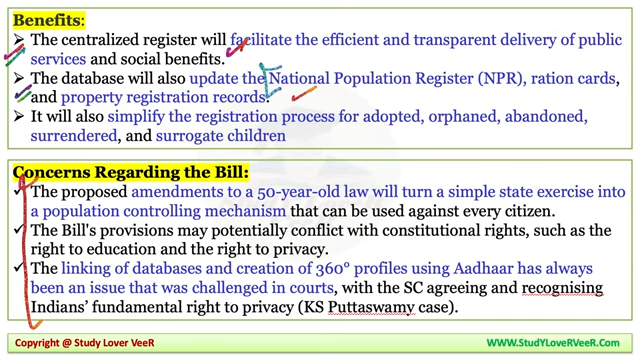 Benefits:
➢ The centralized register will facilitate the efficient and transparent delivery of public
services and social benefits.
➢ The database will also update the National Population Register (NPR), ration cards,
and property registration records.
➢ It will also simplify the registration process for adopted, orphaned, abandoned,
surrendered, and surrogate children
Concerns Regarding the Bill:
✓ The proposed amendments to a 50-year-old law will turn a simple state exercise into
a population controlling mechanism that can be used against every citizen.
✓ The Bill's provisions may potentially conflict with constitutional rights, such as the
right to education and the right to privacy.
✓ The linking of databases and creation of 360° profiles using Aadhaar has always
been an issue that was challenged in courts, with the SC agreeing and recognising
Indians' fundamental right to privacy (KS Puttaswamy case).
Copyright @ Study Lover VeeR
WWW.StudyLoveRVeeR.Com